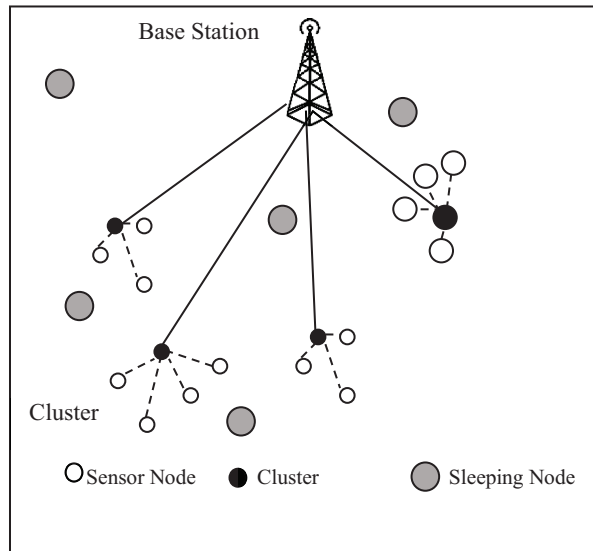 Base Station
Cluster
Sensor Node
Cluster
Sleeping Node